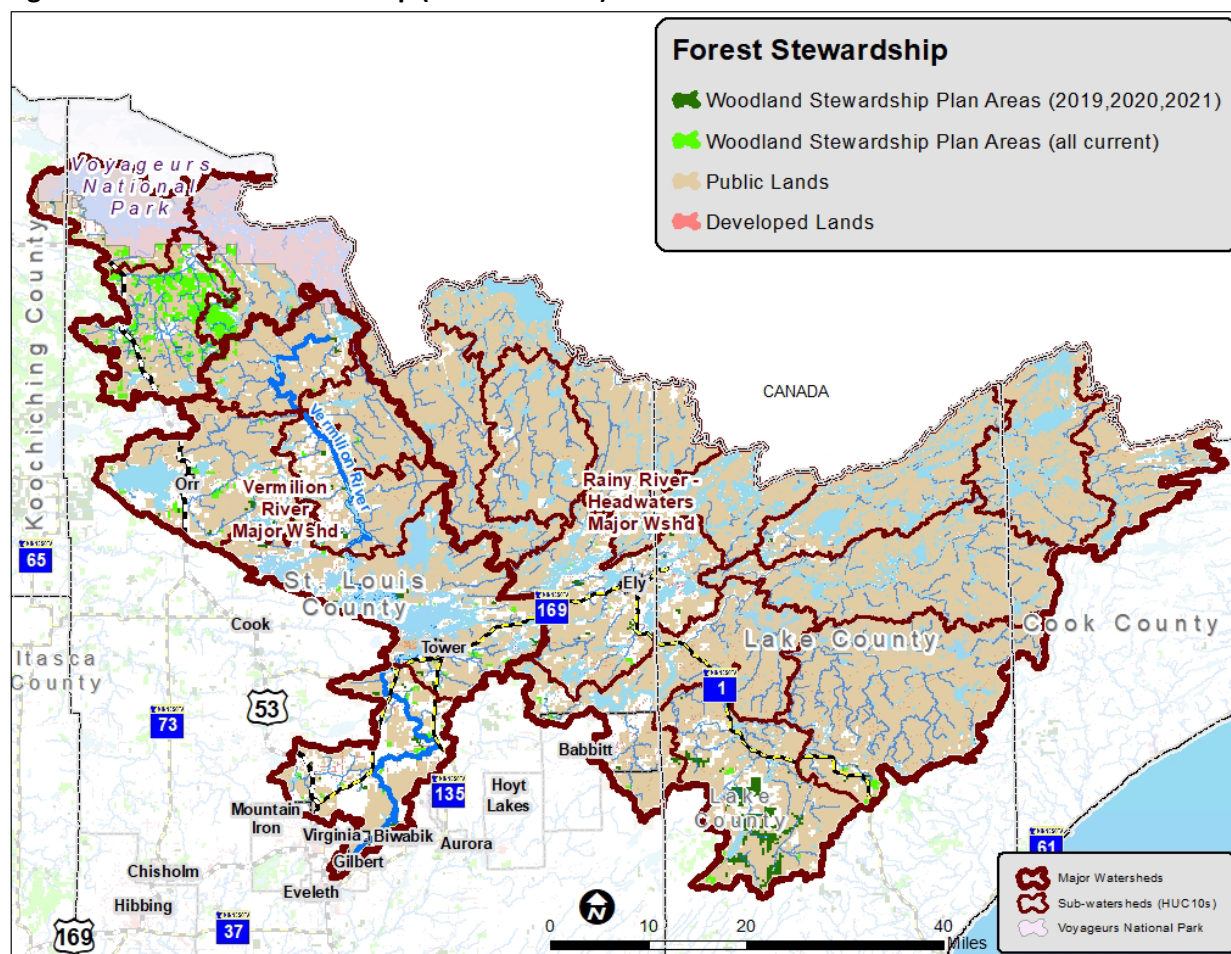 Forest Stewardship
Woodland Stewardship Plan Areas (2019,2020,2021)
Woodland Stewardship Plan Areas (all current)
Public Lands
Developed Lands
Voyageurs
National
Park
Koochiching County
CANADA
Vermilion River
Orr
Vermilion
River
Major Wshd
Rainy River -
Headwaters
Major Wshd
65
St. Louis
County
Ely
169
Cook
Tower
Lake County
Cook County
Itasca
County
53
1
73
Babbitt
135
Hoyt
Lakes
Lake
County
Mountain
Iron
Virginia
Biwabik
Aurora
Gilbert
61
Chisholm
Eveleth
Hibbing
37
169
N
0
10
20
40
Miles
Major Watersheds
Sub-watersheds (HUC10s)
Voyageurs National Park